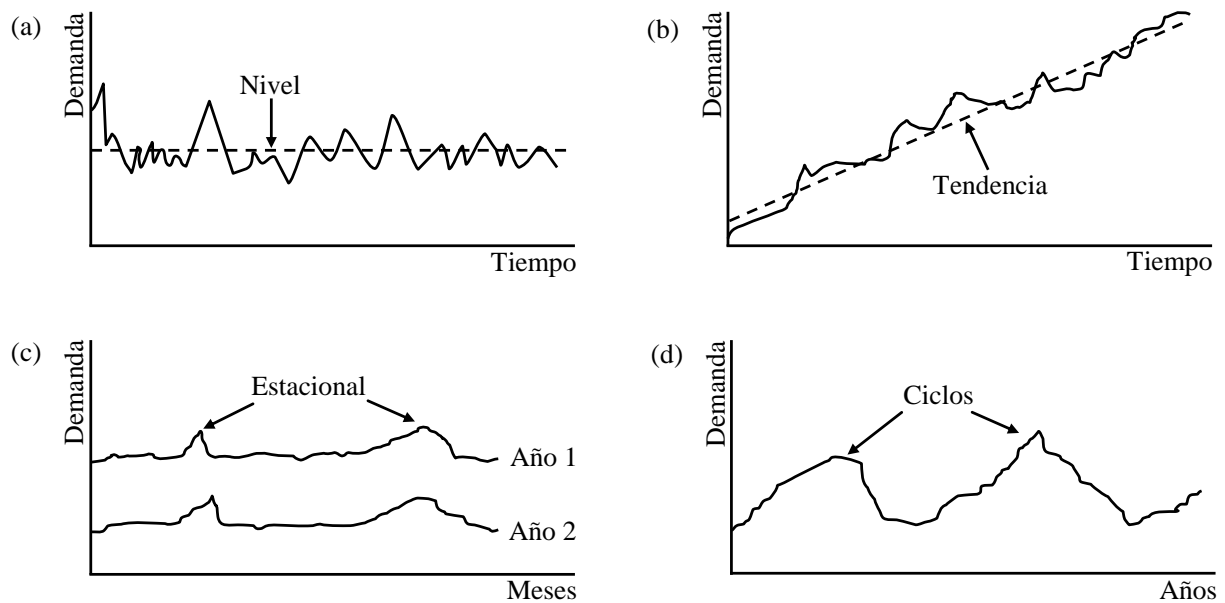 (a)
Demanda
Nivel
Tiempo
(b)
Demanda
Tendencia
Tiempo
(c)
Demanda
Estacional
Año 1
Año 2
Meses
(d)
Demanda
Ciclos
Años